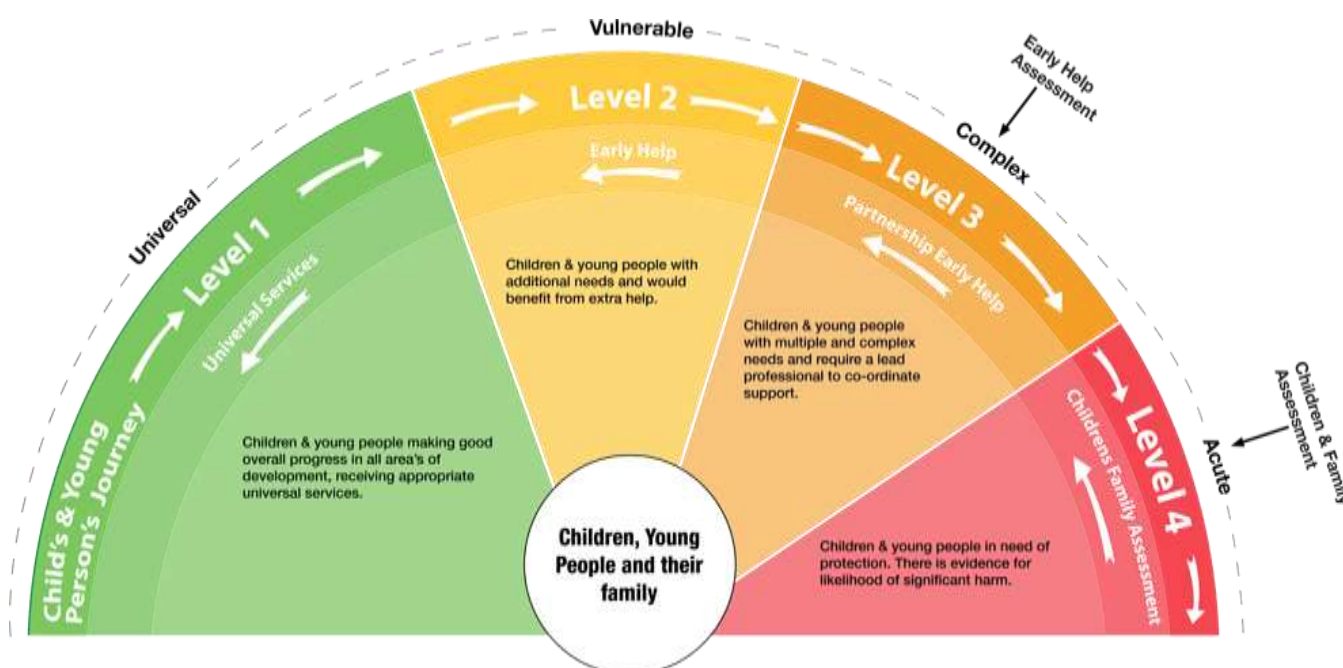 Universal
Vulnerable
Complex
Acute
Early Help
Assessment
Children & Family
Assessment
Child's & Young
Person's Journey
Level 1
Universal Services
Children & young people making good
overall progress in all area's of
development, receiving appropriate
universal services.
Level 2
Early Help
Children & young people with
additional needs and would
benefit from extra help.
Level 3
Partnership Early Help
Children & young people
with multiple and complex
needs and require a lead
professional to co-ordinate
support.
Level 4
Childrens Family Assessment
Children & young people in need of
protection. There is evidence for
likelihood of significant harm.
Children, Young
People and their
family